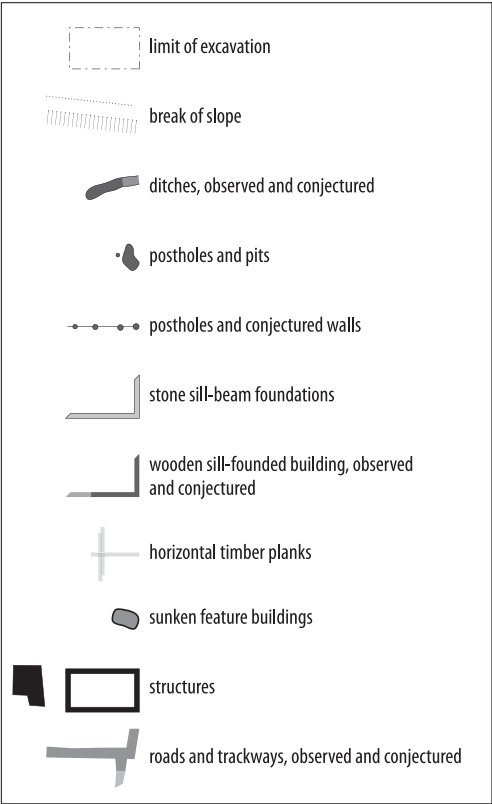 limit of excavation
break of slope
ditches, observed and conjectured
postholes and pits
postholes and conjectured walls
stone sill-beam foundations
wooden sill-founded building, observed
and conjectured
horizontal timber planks
sunken feature buildings
structures
roads and trackways, observed and conjectured